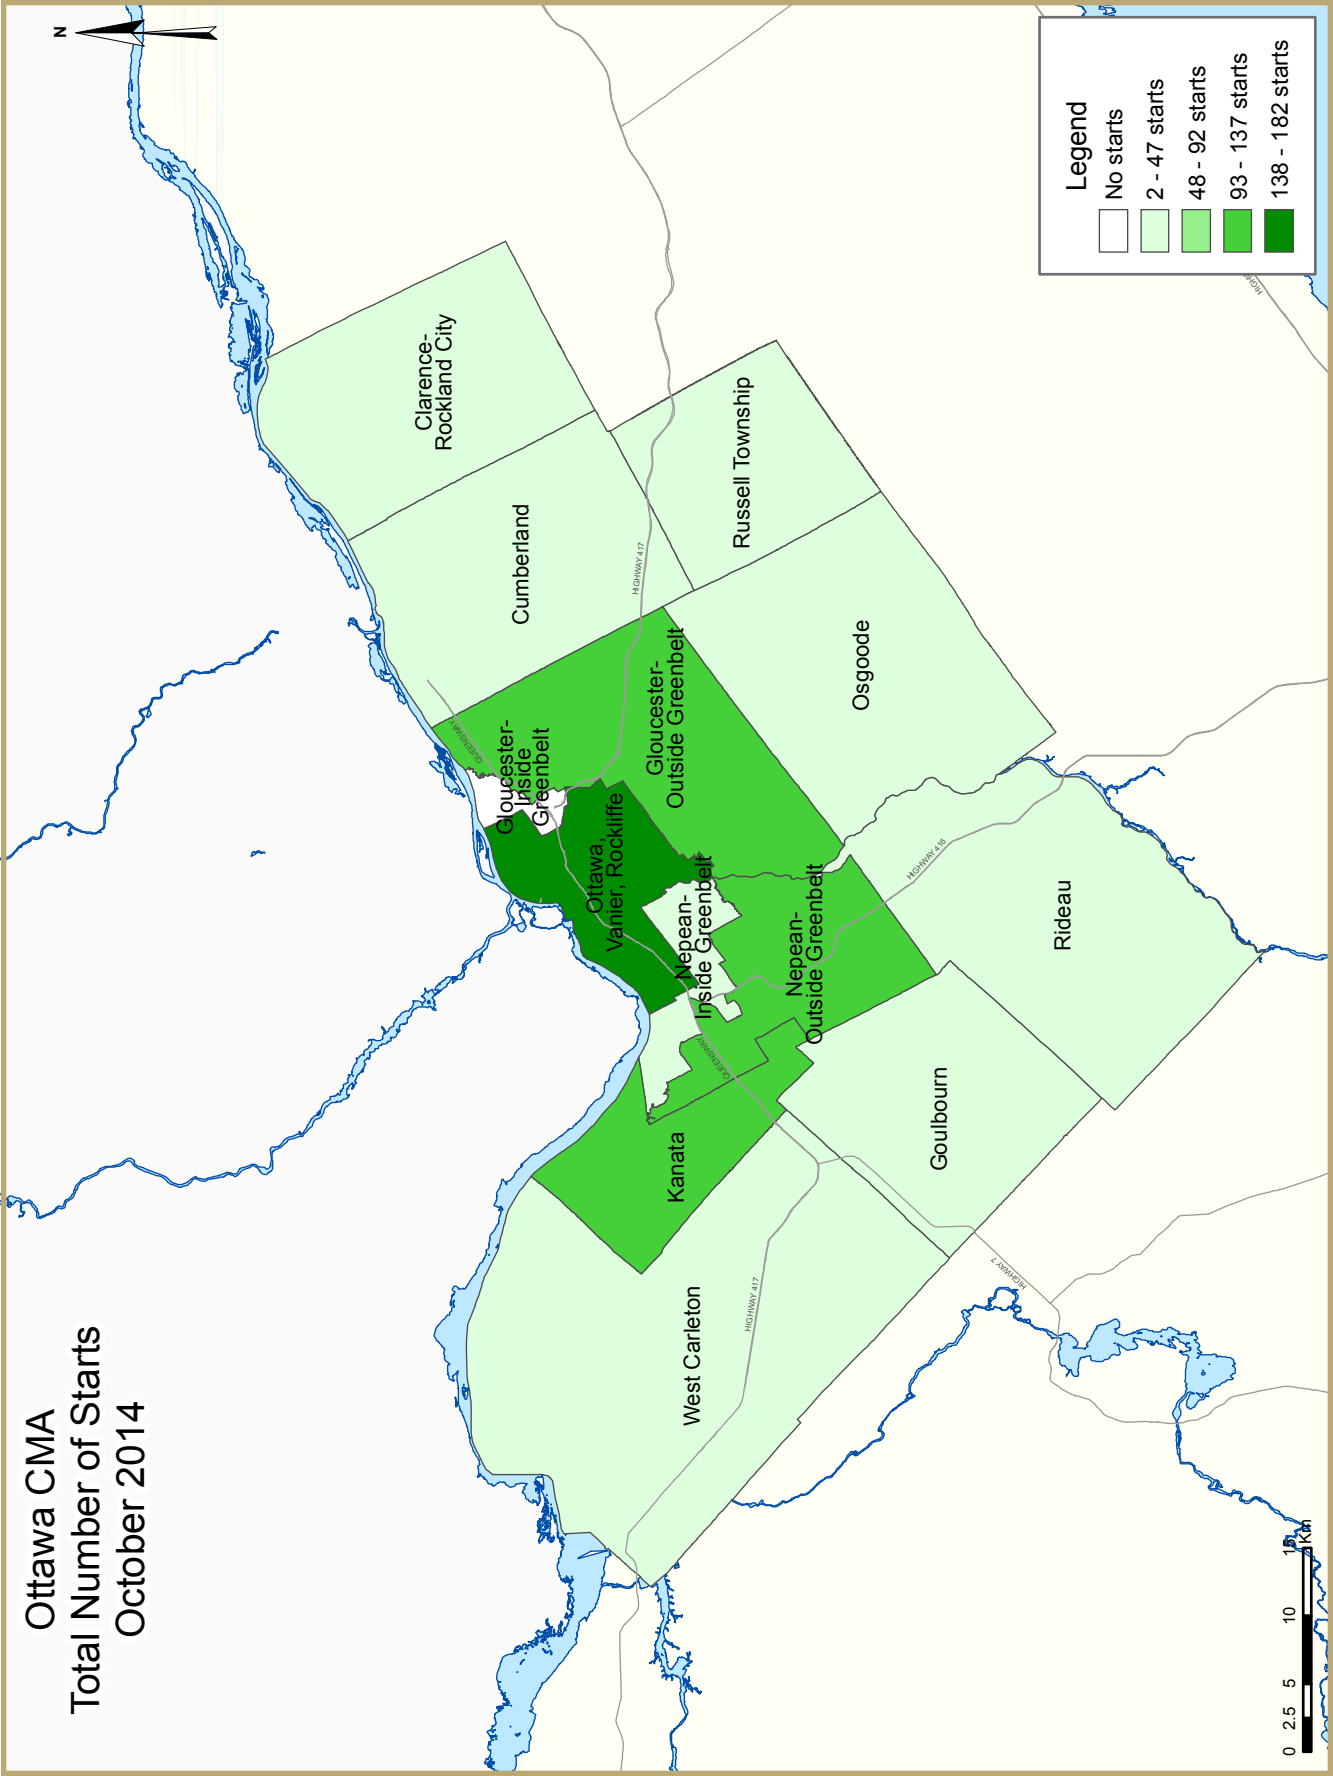 Ottawa CMA
Total Number of Starts
October 2014
N
Legend
No starts
2 - 47 starts
48 - 92 starts
93 - 137 starts
138 - 182 starts
Clarence-
Rockland City
Cumberland
Russell Township
HIGHWAY 417
Gloucester-
Inside
Greenbelt
QUEENSWAY
Gloucester-
Outside Greenbelt
Osgoode
Ottawa,
Vanier, Rockliffe
Nepean-
Inside Greenbelt
Nepean-
Outside Greenbelt
HIGHWAY 416
Rideau
QUEENSWAY
Kanata
Goulbourn
West Carleton
HIGHWAY 417
HIGHWAY 7
0 2.5 5 10 15
Km